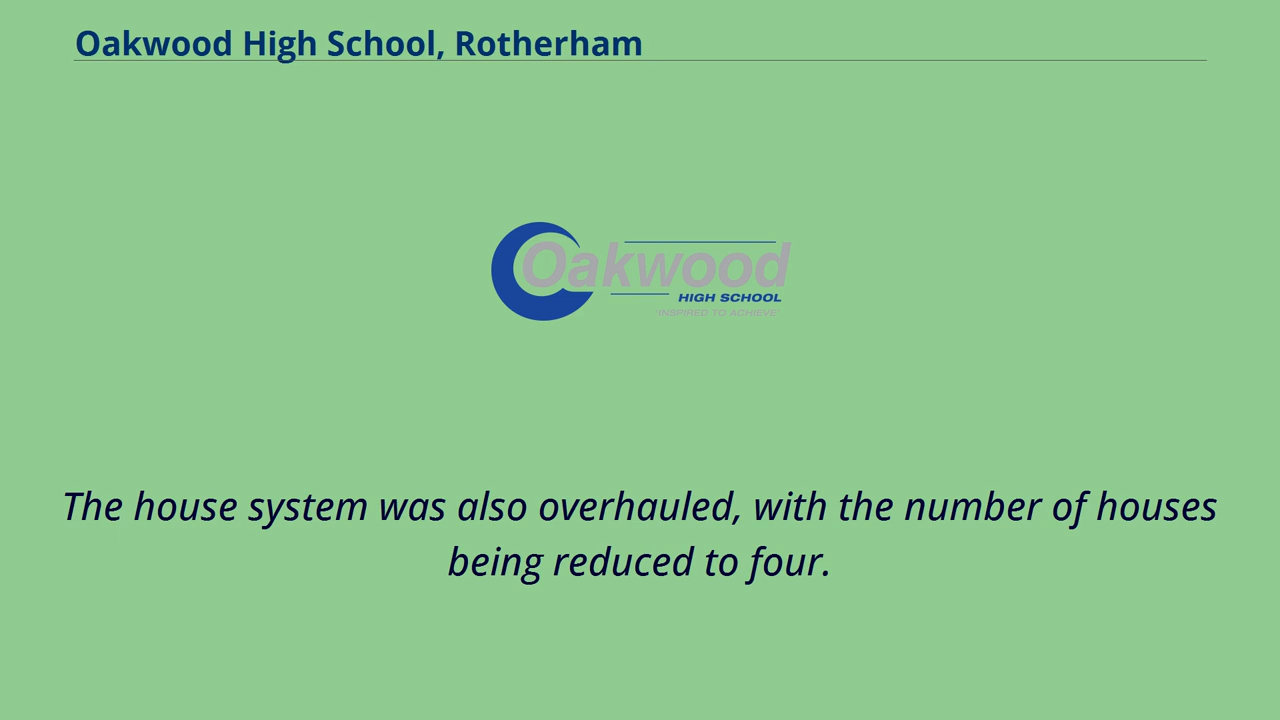 Oakwood High School, Rotherham
Oakwood
HIGH SCHOOL
'INSPIRED TO ACHIEVE'
The house system was also overhauled, with the number of houses
being reduced to four.